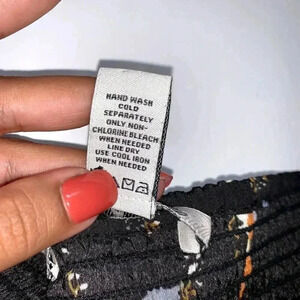 HAND WASH
COLD
SEPARATELY
ONLY NON-
CHLORINE BLEACH
WHEN NEEDED
LINE DRY
USE COOL IRON
WHEN NEEDED